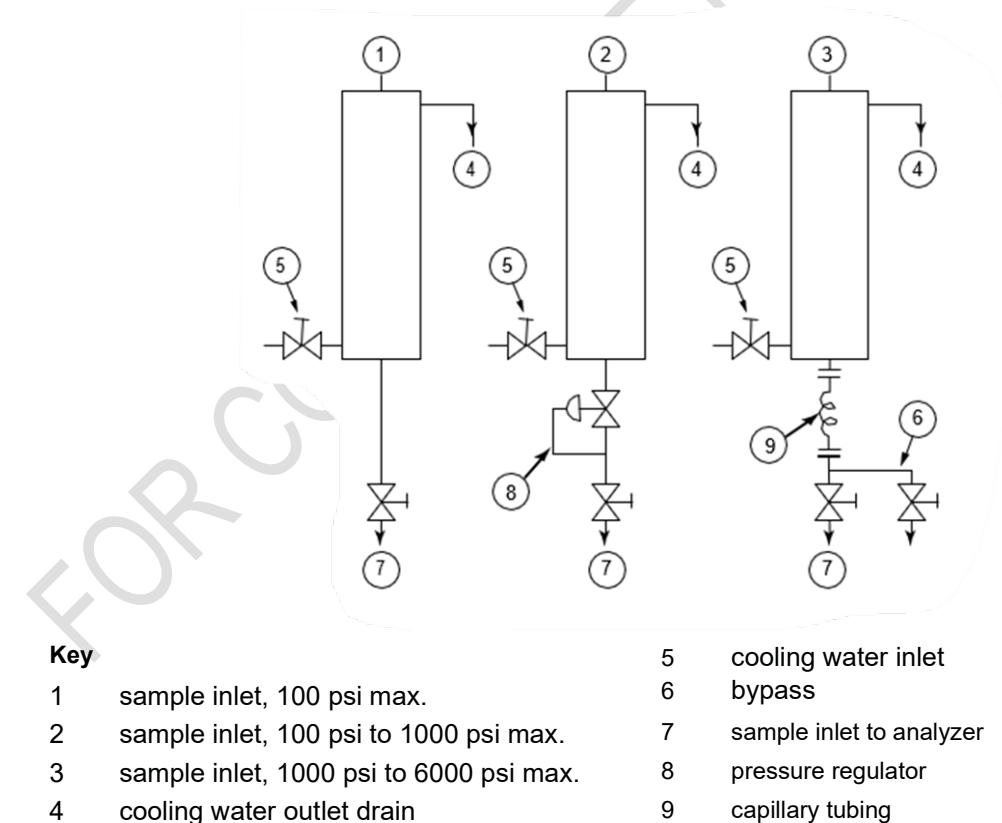 1 2 3
4 4 4
5 5 5
6
9
8
7 7 7
FOR CO
Key
1 sample inlet, 100 psi max.
2 sample inlet, 100 psi to 1000 psi max.
3 sample inlet, 1000 psi to 6000 psi max.
4 cooling water outlet drain
5 cooling water inlet
6 bypass
7 sample inlet to analyzer
8 pressure regulator
9 capillary tubing